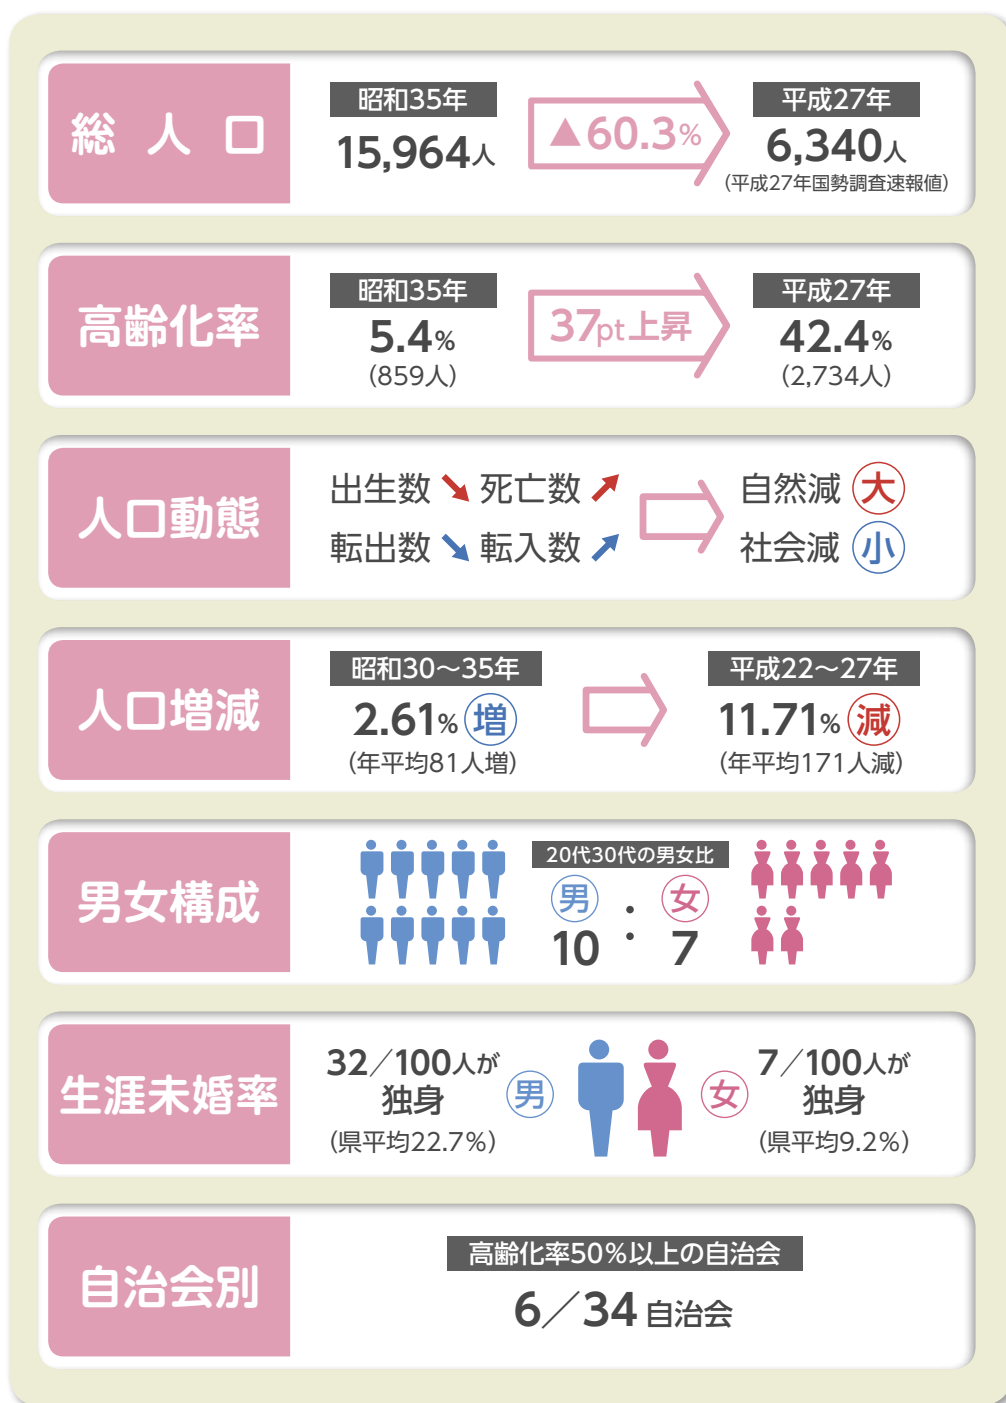 総人口
昭和35年
15,964人
▲60.3%
平成27年
6,340人
(平成27年国勢調査速報値)
高齢化率
昭和35年
5.4%
(859人)
37pt上昇
平成27年
42.4%
(2,734人)
人口動態
出生数 ➘ 死亡数 ➚
転出数 ➘ 転入数 ➚
自然減 大
社会減 小
人口増減
昭和30〜35年
2.61% 増
(年平均81人増)
平成22〜27年
11.71% 減
(年平均171人減)
男女構成
20代30代の男女比
男 : 女
10 7
生涯未婚率
32/100人が
独身
(県平均22.7%)
男
女
7/100人が
独身
(県平均9.2%)
自治会別
高齢化率50%以上の自治会
6/34自治会